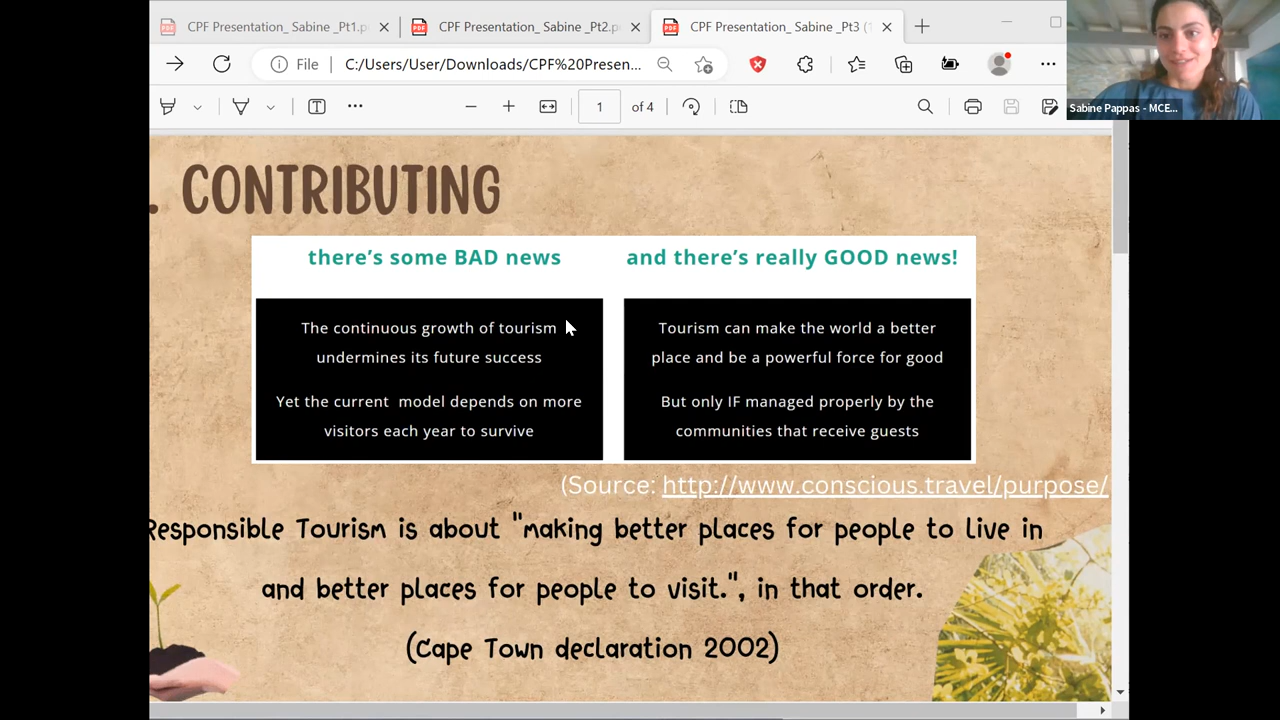 CPF Presentation_ Sabine _Pt1.p
CPF Presentation_ Sabine _Pt2.p
CPF Presentation_ Sabine _Pt3 (1
File
C:/Users/User/Downloads/CPF%20Presen...
1 of 4
Sabine Pappas - MCE...
. CONTRIBUTING
there's some BAD news
and there's really GOOD news!
The continuous growth of tourism
undermines its future success
Yet the current model depends on more
visitors each year to survive
Tourism can make the world a better
place and be a powerful force for good
But only IF managed properly by the
communities that receive guests
(Source: http://www.conscious.travel/purpose/
Responsible Tourism is about "making better places for people to live in
and better places for people to visit.", in that order.
(Cape Town declaration 2002)